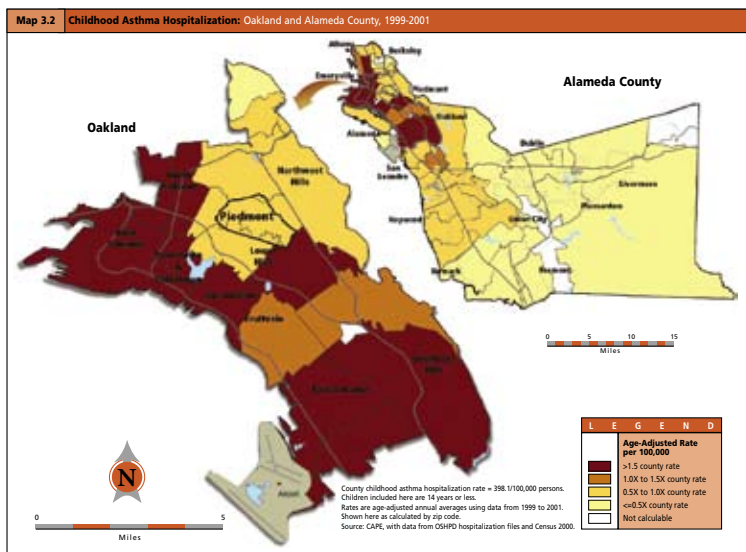 Map 3.2 Childhood Asthma Hospitalization: Oakland and Alameda County, 1999-2001
Berkeley
Emeryville
Piedmont
Alameda County
Oakland
Oakland
Alameda
Dublin
Northwest
Hills
San
Leandro
Livermore
Pleasanton
Piedmont
Hayward
Union City
Lower
Hills
Newark
Fremont
Fruitvale
0 5 10 15
Miles
Airport
L E G E N D
Age-Adjusted Rate
per 100,000
>1.5 county rate
1.0X to 1.5X county rate
0.5X to 1.0X county rate
<=0.5X county rate
Not calculable
N
County childhood asthma hospitalization rate = 398.1/100,000 persons.
Children included here are 14 years or less.
Rates are age-adjusted annual averages using data from 1999 to 2001.
Shown here as calculated by zip code.
Source: CAPE, with data from OSHPD hospitalization files and Census 2000.
0 5
Miles